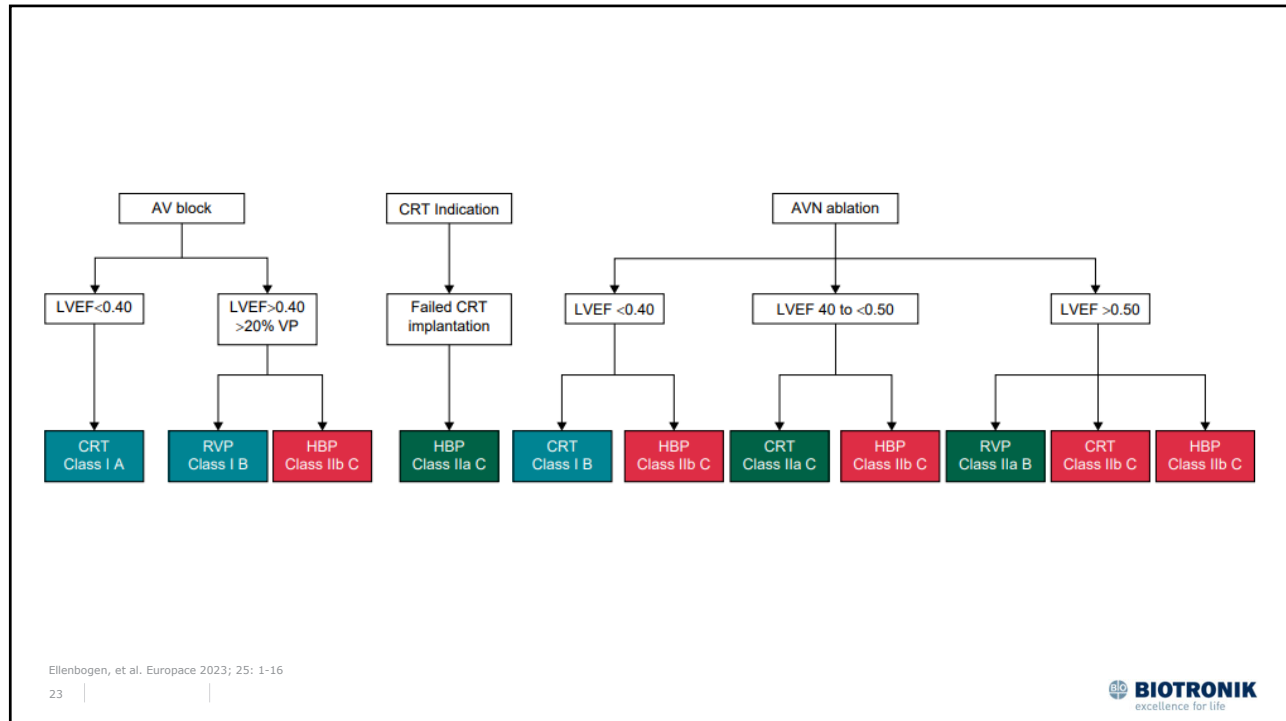 AV block
CRT Indication
AVN ablation
LVEF<0.40
LVEF>0.40
>20% VP
Failed CRT
implantation
LVEF <0.40
LVEF 40 to <0.50
LVEF >0.50
CRT
Class I A
RVP
Class I B
HBP
Class IIb C
HBP
Class IIa C
CRT
Class I B
HBP
Class IIb C
CRT
Class IIa C
HBP
Class IIb C
RVP
Class IIa B
CRT
Class IIb C
HBP
Class IIb C
Ellenbogen, et al. Europace 2023; 25: 1-16
23
BIO BIOTRONIK
excellence for life